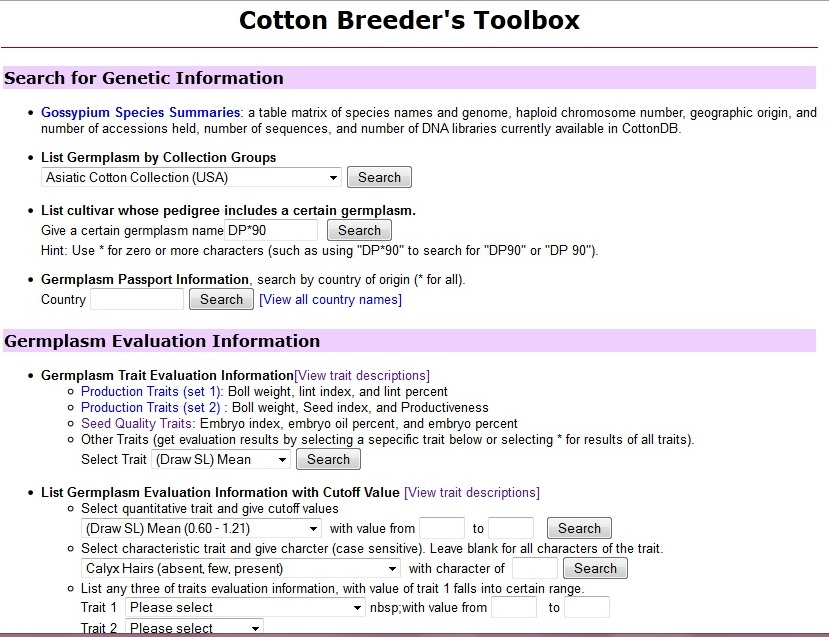 Cotton Breeder's Toolbox
Search for Genetic Information
• Gossypium Species Summaries: a table matrix of species names and genome, haploid chromosome number, geographic origin, and
number of accessions held, number of sequences, and number of DNA libraries currently available in CottonDB.
• List Germplasm by Collection Groups
Asiatic Cotton Collection (USA) Search
• List cultivar whose pedigree includes a certain germplasm.
Give a certain germplasm name DP*90 Search
Hint: Use * for zero or more characters (such as using "DP*90" to search for "DP90" or "DP 90").
• Germplasm Passport Information, search by country of origin (* for all).
Country Search [View all country names]
Germplasm Evaluation Information
• Germplasm Trait Evaluation Information[View trait descriptions]
Production Traits (set 1): Boll weight, lint index, and lint percent
Production Traits (set 2) : Boll weight, Seed index, and Productiveness
Seed Quality Traits: Embryo index, embryo oil percent, and embryo percent
Other Traits (get evaluation results by selecting a sepecific trait below or selecting * for results of all traits).
Select Trait (Draw SL) Mean Search
• List Germplasm Evaluation Information with Cutoff Value [View trait descriptions]
Select quantitative trait and give cutoff values
(Draw SL) Mean (0.60 - 1.21) with value from to Search
Select characteristic trait and give charcter (case sensitive). Leave blank for all characters of the trait.
Calyx Hairs (absent, few, present) with character of Search
List any three of traits evaluation information, with value of trait 1 falls into certain range.
Trait 1 Please select nbsp;with value from to
Trait 2 Please select